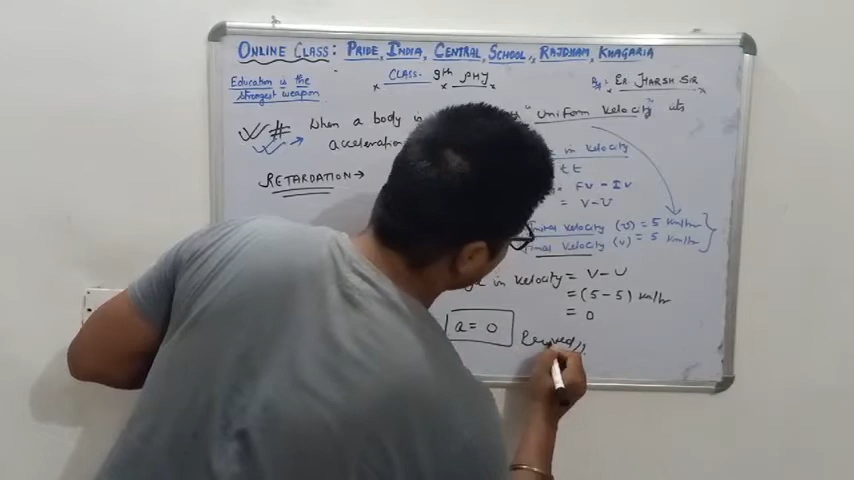 ONLINE CLASS: PRIDE, INDIA, CENTRAL, SCHOOL, RAJDHAM, KHAGARIA
Education is the
strongest weapon
CLASS- 9th PHY
By# ER. HARSH SIR
# When a body in "uniform velocity" its
acceleration
in velocity
RETARDATION →
FV - IV
= V-U
Initial Velocity (U) = 5 km/hr
Final Velocity (V) = 5 km/hr
in velocity = V-U
= (5-5) km/hr
= 0
a = 0